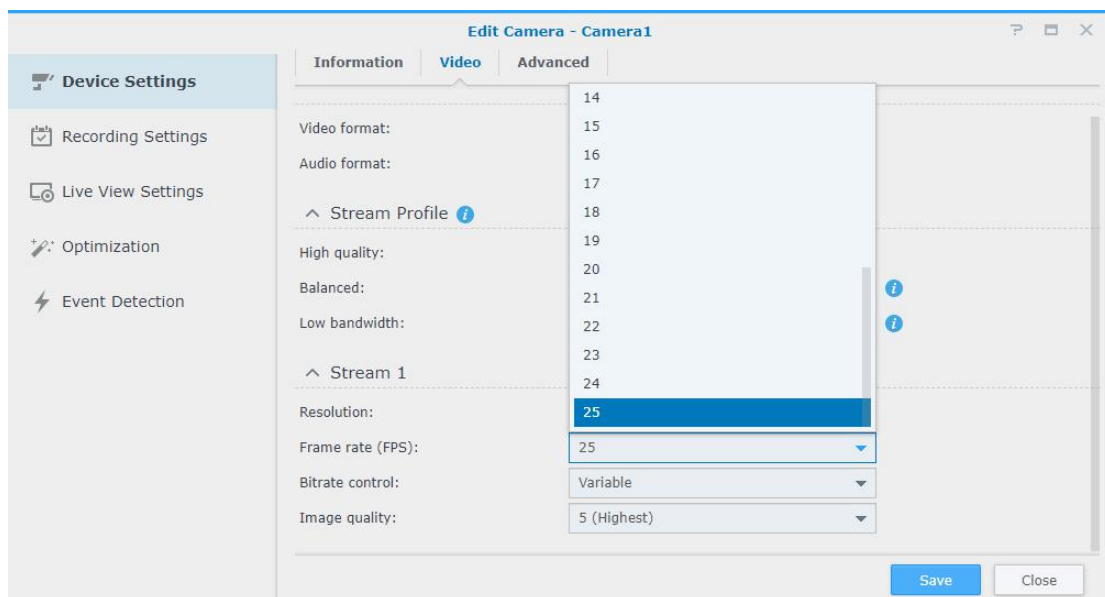 Edit Camera - Camera1
Device Settings
Recording Settings
Live View Settings
Optimization
Event Detection
Information Video Advanced
Video format:
Audio format:
Stream Profile
High quality:
Balanced:
Low bandwidth:
Stream 1
Resolution:
14
15
16
17
18
19
20
21
22
23
24
25
Frame rate (FPS): 25
Bitrate control: Variable
Image quality: 5 (Highest)
Save Close